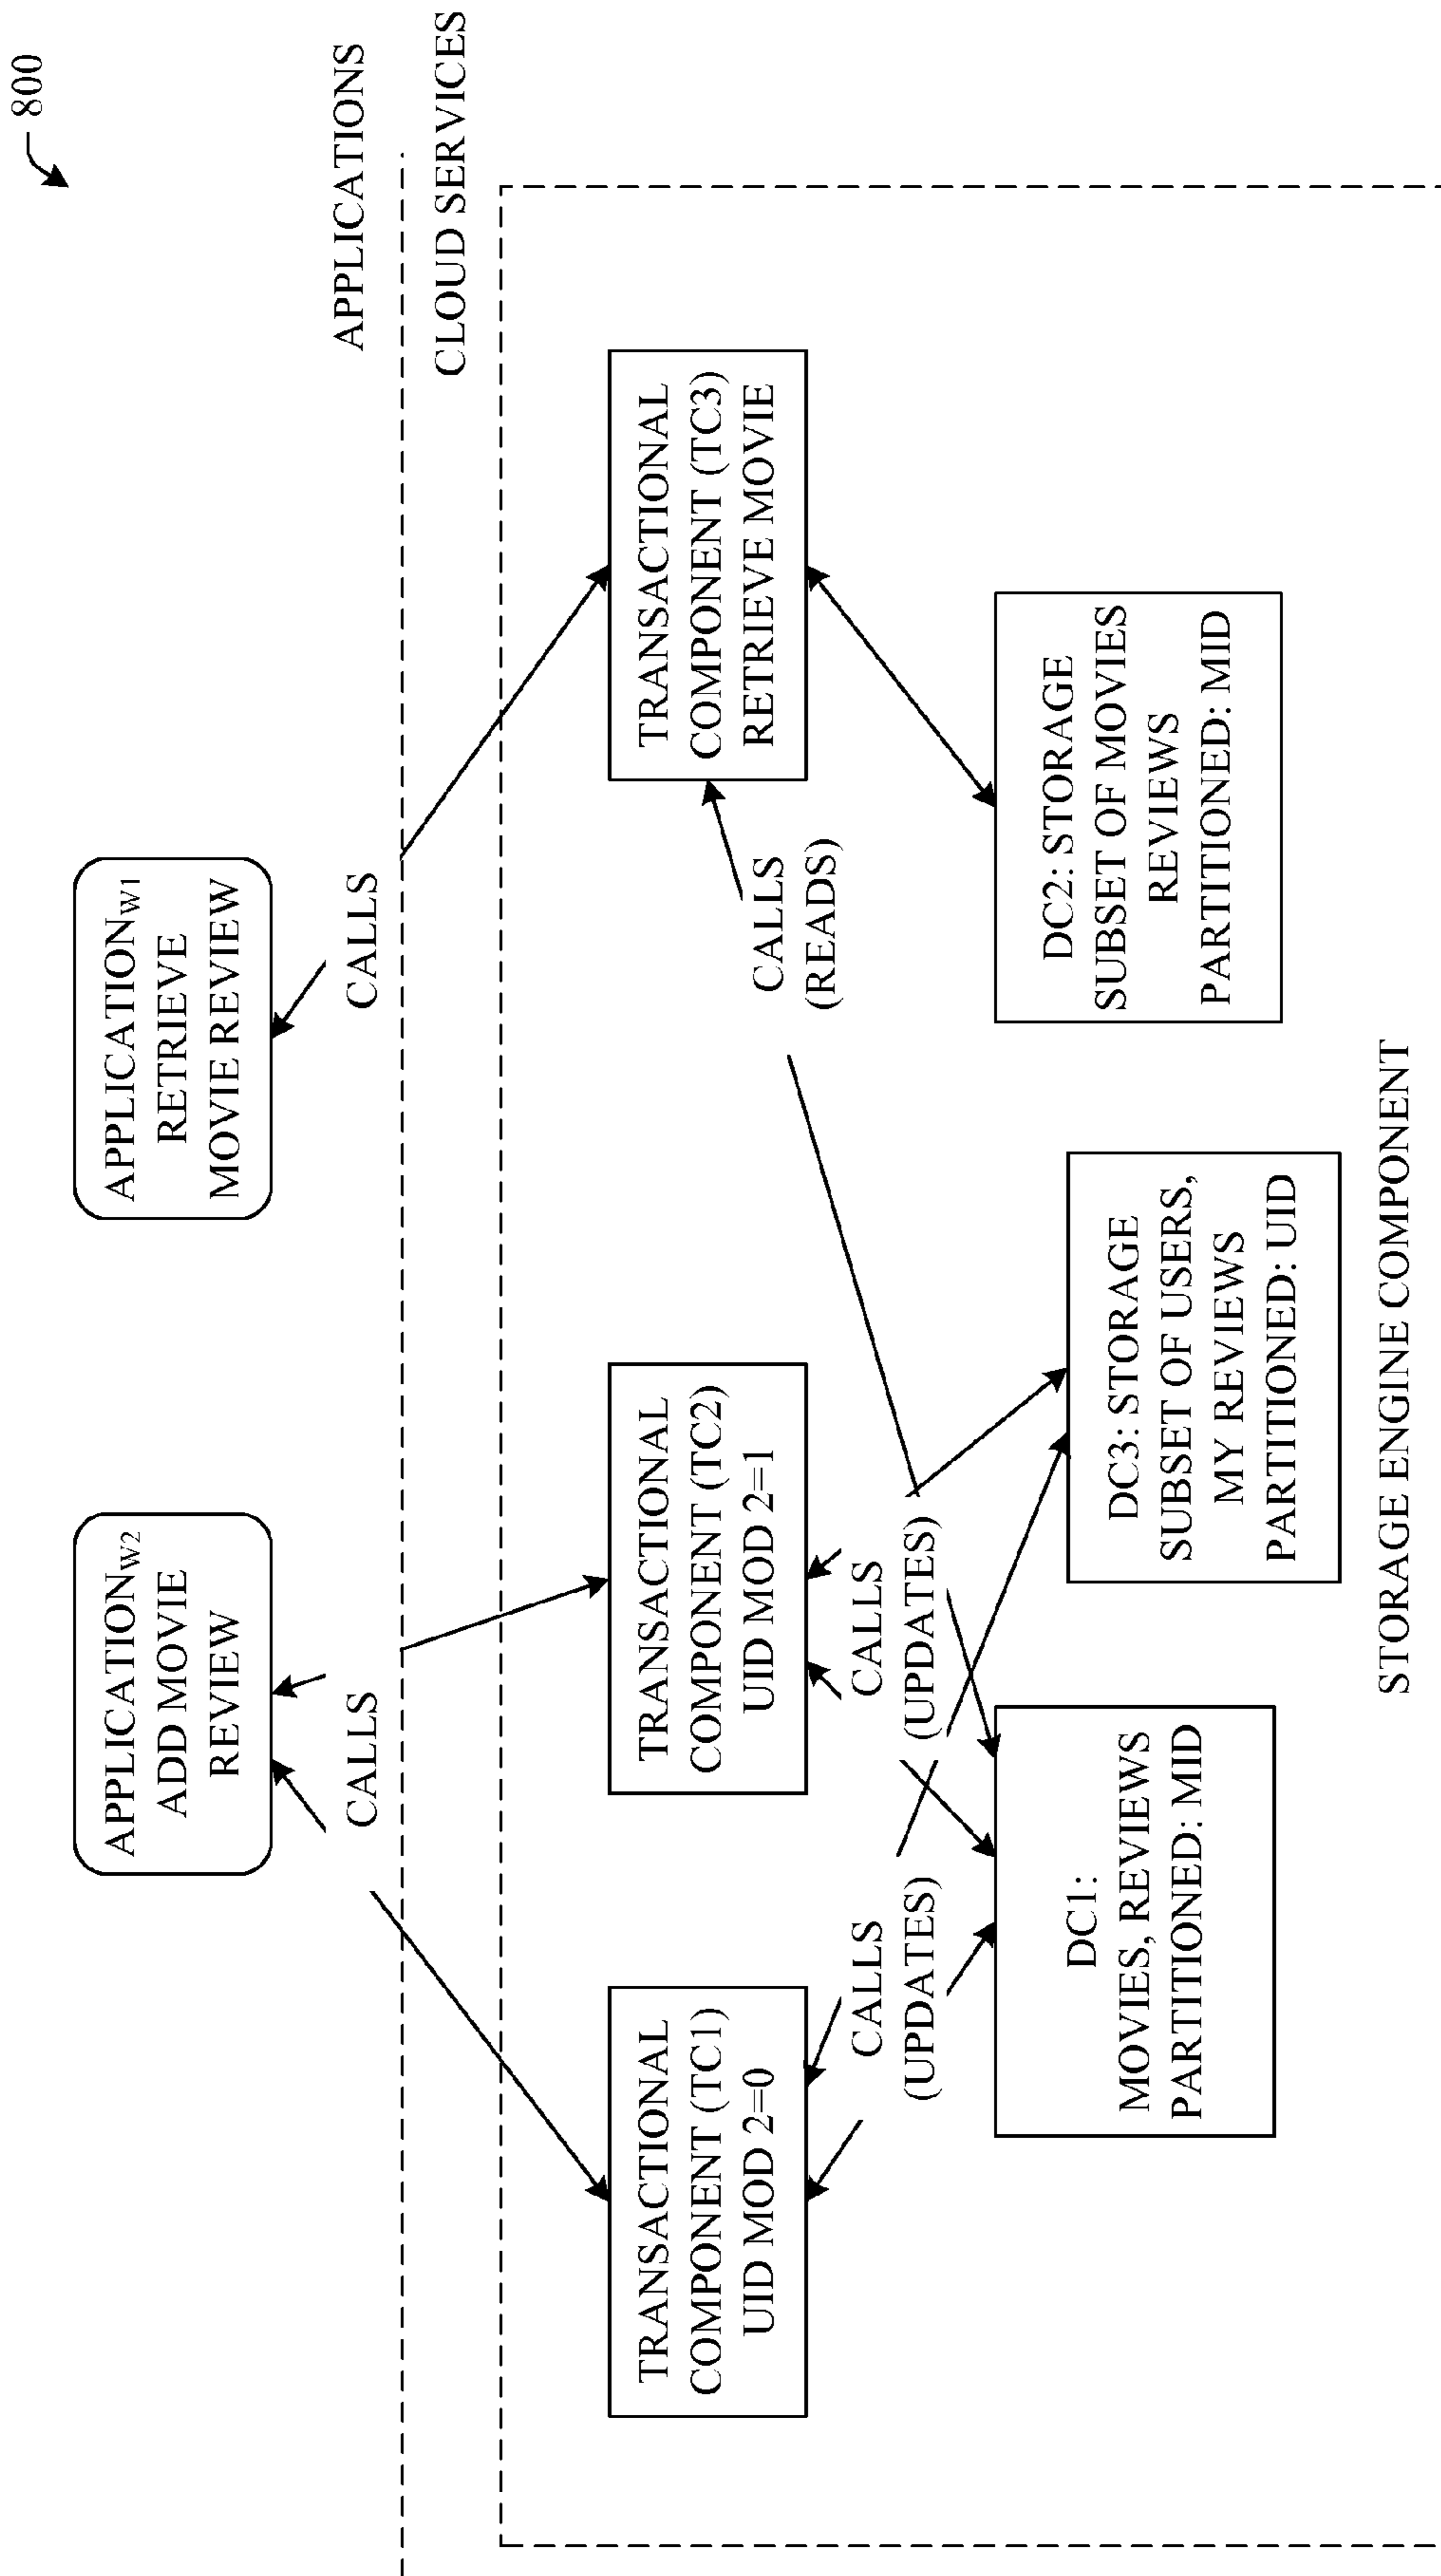 800
APPLICATIONS
CLOUD SERVICES
APPLICATIONW2
ADD MOVIE
REVIEW
APPLICATIONW1
RETRIEVE
MOVIE REVIEW
CALLS
CALLS
TRANSACTIONAL
COMPONENT (TC1)
UID MOD 2=0
TRANSACTIONAL
COMPONENT (TC2)
UID MOD 2=1
TRANSACTIONAL
COMPONENT (TC3)
RETRIEVE MOVIE
CALLS
(UPDATES)
CALLS
(UPDATES)
CALLS
(READS)
DC1:
MOVIES, REVIEWS
PARTITIONED: MID
DC3: STORAGE
SUBSET OF USERS,
MY REVIEWS
PARTITIONED: UID
DC2: STORAGE
SUBSET OF MOVIES
REVIEWS
PARTITIONED: MID
STORAGE ENGINE COMPONENT